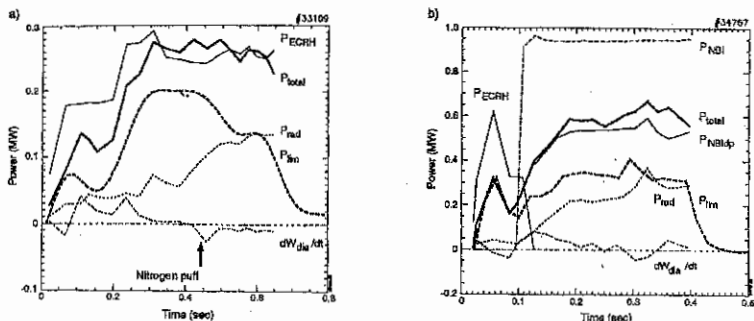 a)
#33109
0.3
0.2
0.1
0
-0.1
Power (MW)
P_ECRH
P_total
P_rad
P_lim
dW_dia/dt
Nitrogen puff
0
0.2
0.4
0.6
0.8
Time (sec)
b)
#34767
1.0
0.8
0.6
0.4
0.2
0
-0.2
Power (MW)
P_NBI
P_ECRH
P_total
P_NBIdp
P_rad
P_lim
dW_dia/dt
0
0.1
0.2
0.3
0.4
0.5
Time (sec)